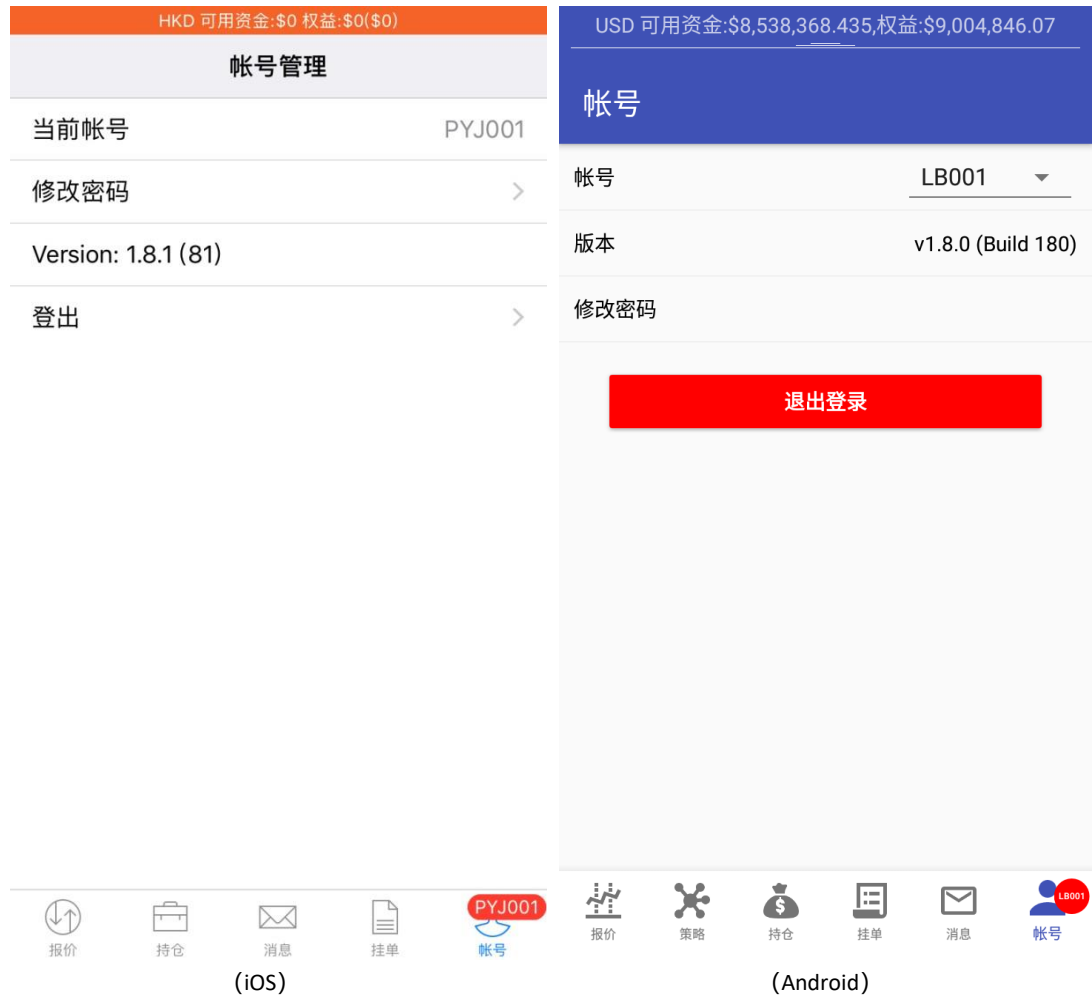 HKD 可用资金:$0 权益:$0($0)
帐号管理
当前帐号 PYJ001
修改密码
Version: 1.8.1 (81)
登出
PYJ001
报价 持仓 消息 挂单 帐号
(iOS)
USD 可用资金:$8,538,368.435,权益:$9,004,846.07
帐号
帐号 LB001
版本 v1.8.0 (Build 180)
修改密码
退出登录
LB001
报价 策略 持仓 挂单 消息 帐号
(Android)